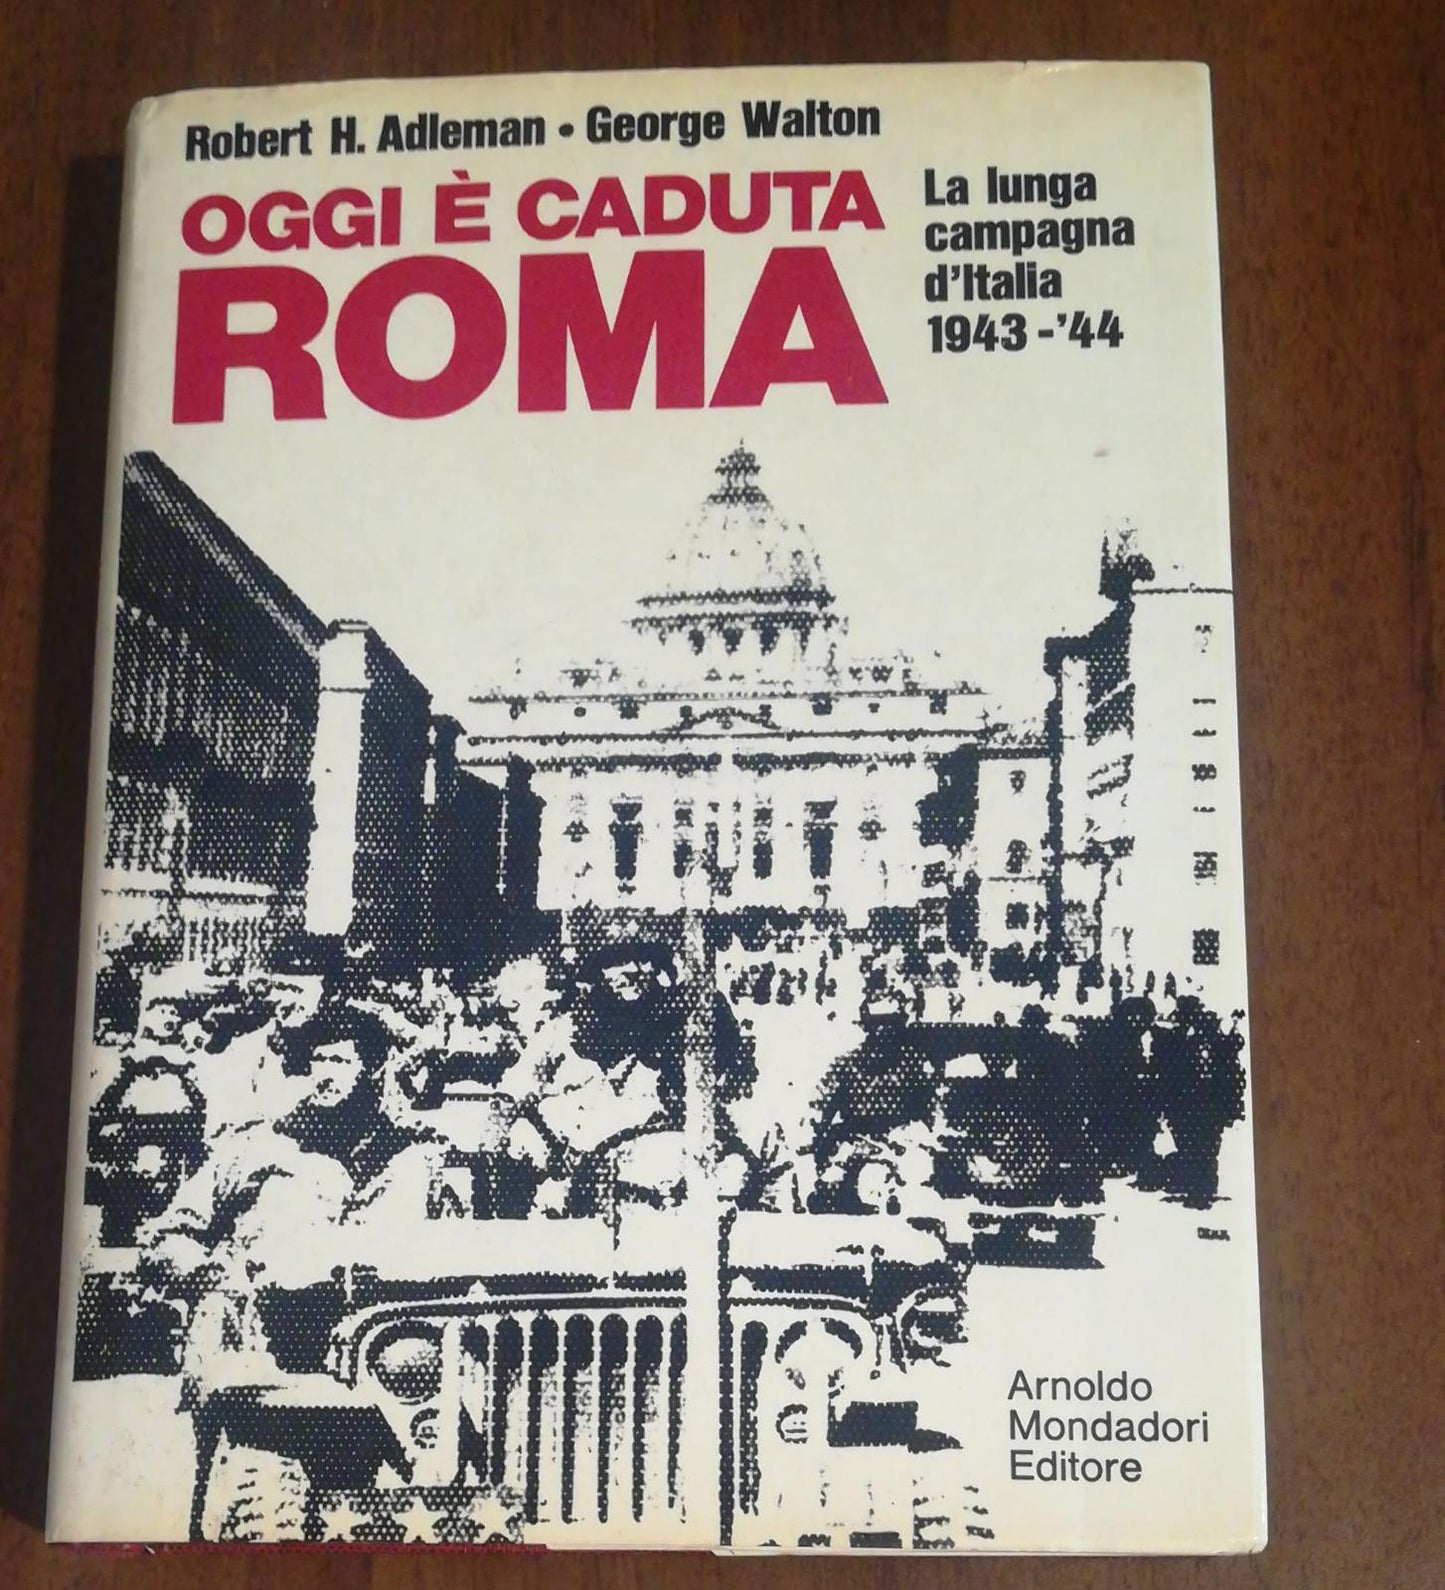 Robert H. Adleman • George Walton
OGGI È CADUTA
ROMA
La lunga
campagna
d'Italia
1943-'44
Arnoldo
Mondadori
Editore